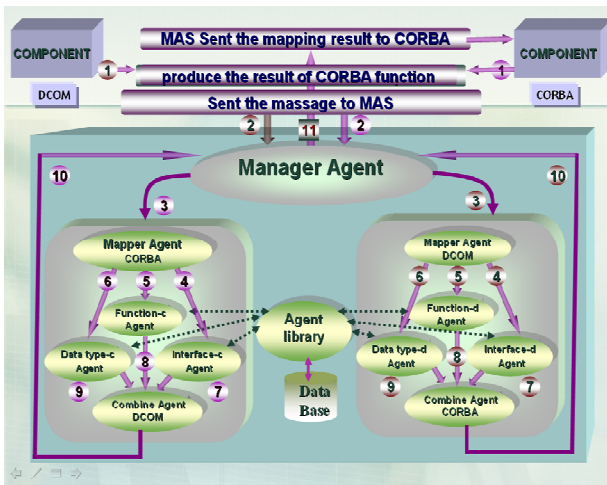 MAS Sent the mapping result to CORBA
COMPONENT
COMPONENT
1
produce the result of CORBA function
1
DCOM
CORBA
Sent the massage to MAS
2
11
2
Manager Agent
10
10
3
3
Mapper Agent
CORBA
Mapper Agent
DCOM
6
5
4
6
5
4
Function-c
Agent
Function-d
Agent
Agent
library
Data type-c
Agent
8
Interface-c
Agent
Data type-d
Agent
8
Interface-d
Agent
9
7
9
7
Data
Base
Combine Agent
DCOM
Combine Agent
CORBA